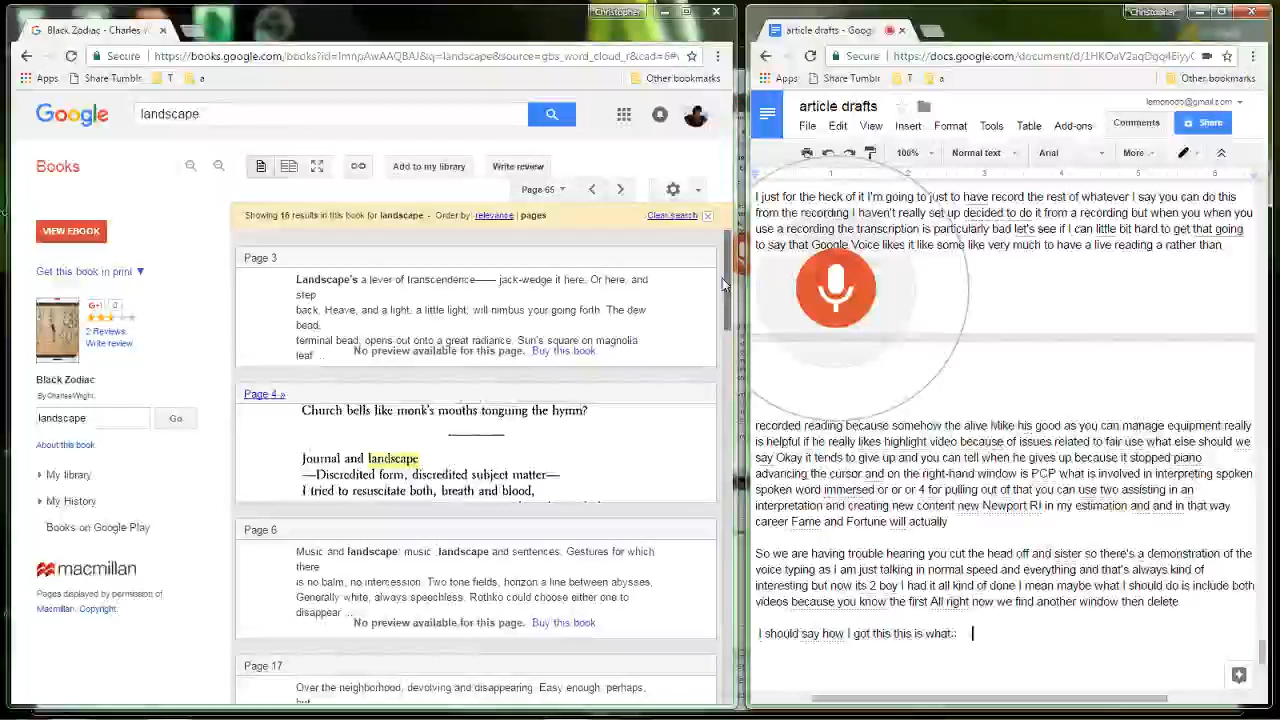 Christopher
Black Zodiac - Charles W
Secure
https://books.google.com/books?id=
q=landscape&source=gbs_word_cloud_r&cad=6#
Apps
Share Tumblr
T
a
Other bookmarks
Google
landscape
Books
Add to my library
Write review
Page 65
VIEW EBOOK
Showing 16 results in this book for landscape - Order by: relevance | pages
Clear search
Get this book in print ▼
G+1
0
2 Reviews
Write review
Black Zodiac
By Charles Wright
landscape
Go
About this book
My library
My History
Books on Google Play
macmillan
Pages displayed by permission of
Macmillan. Copyright.
Page 3
Landscape's a lever of transcendence—— jack-wedge it here. Or here, and
step
back. Heave, and a light, a little light, will nimbus your going forth. The dew
bead,
terminal bead, opens out onto a great radiance. Sun's square on magnolia
leaf ...
No preview available for this page. Buy this book
Page 4 »
Church bells like monk's mouths tonguing the hymn?
Journal and landscape
—Discredited form, discredited subject matter—
I tried to resuscitate both, breath and blood,
Page 6
Music and landscape; music, landscape and sentences. Gestures for which
there
is no balm, no intercession. Two tone fields, horizon a line between abysses,
Generally white, always speechless. Rothko could choose either one to
disappear ...
No preview available for this page. Buy this book
Page 17
Over the neighborhood, devolving and disappearing. Easy enough, perhaps,
but
Christopher
article drafts - Googl
Secure
https://docs.google.com/document/d/
Apps
Share Tumblr
T
a
Other bookmarks
article drafts
lemonodo@gmail.com
File
Edit
View
Insert
Format
Tools
Table
Add-ons
Comments
Share
100%
Normal text
Arial
More
1
2
3
4
5
6
I just for the heck of it I'm going to just to have record the rest of whatever I say you can do this
from the recording I haven't really set up decided to do it from a recording but when you when you
use a recording the transcription is particularly bad let's see if I can little bit hard to get that going
to say that Google Voice likes it like some like very much to have a live reading a rather than
recorded reading because somehow the alive Mlike his good as you can manage equipment really
is helpful if he really likes highlight video because of issues related to fair use what else should we
say Okay it tends to give up and you can tell when he gives up because it stopped piano
advancing the cursor and on the right-hand window is PCP what is involved in interpreting spoken
spoken word immersed or or or 4 for pulling out of that you can use two assisting in an
interpretation and creating new content new Newport RI in my estimation and and in that way
career Fame and Fortune will actually
So we are having trouble hearing you cut the head off and sister so there's a demonstration of the
voice typing as I am just talking in normal speed and everything and that's always kind of
interesting but now its 2 boy I had it all kind of done I mean maybe what I should do is include both
videos because you know the first All right now we find another window then delete
I should say how I got this this is what